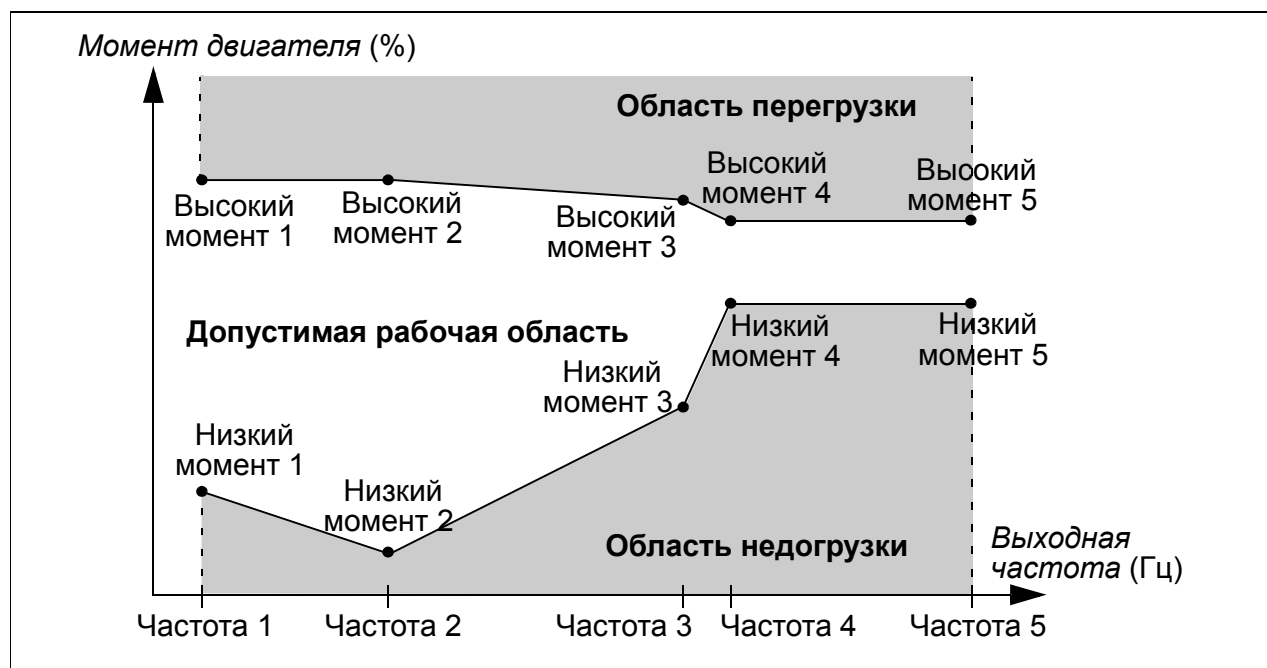 Момент двигателя (%)
Область перегрузки
Высокий
момент 1
Высокий
момент 2
Высокий
момент 3
Высокий
момент 4
Высокий
момент 5
Допустимая рабочая область
Низкий
момент 1
Низкий
момент 2
Низкий
момент 3
Низкий
момент 4
Низкий
момент 5
Область недогрузки
Выходная
частота (Гц)
Частота 1
Частота 2
Частота 3
Частота 4
Частота 5